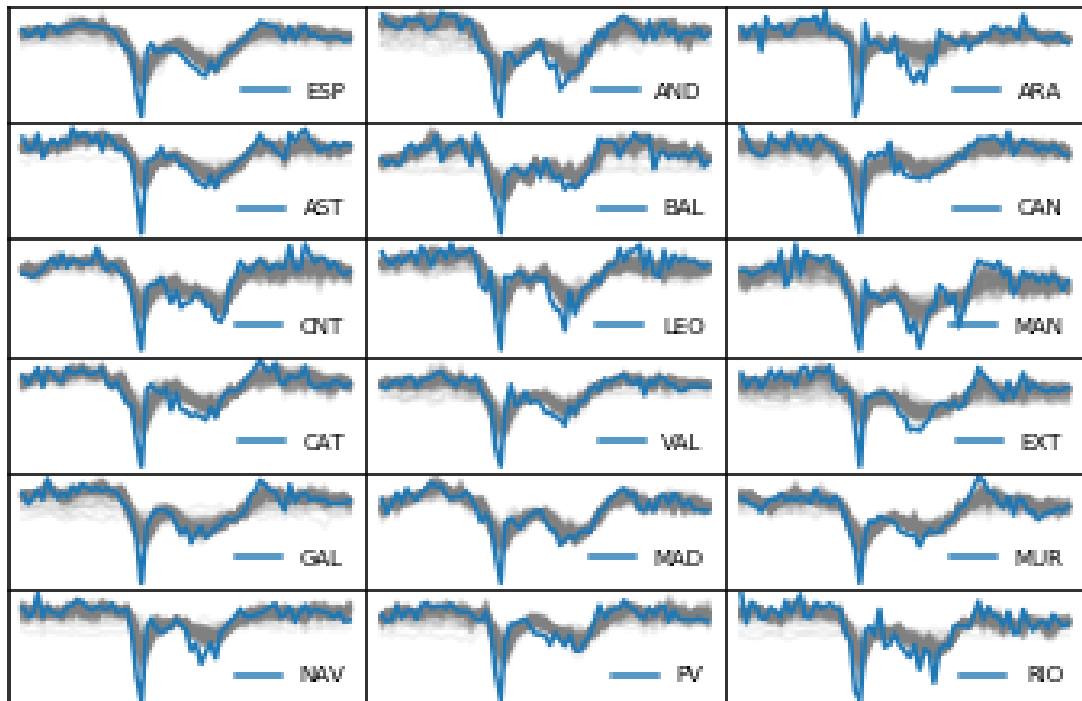 ESP AND ARA
AST BAL CAN
CNT LEO MAN
CAT VAL EXT
GAL MAD MUR
NAV PV RIO